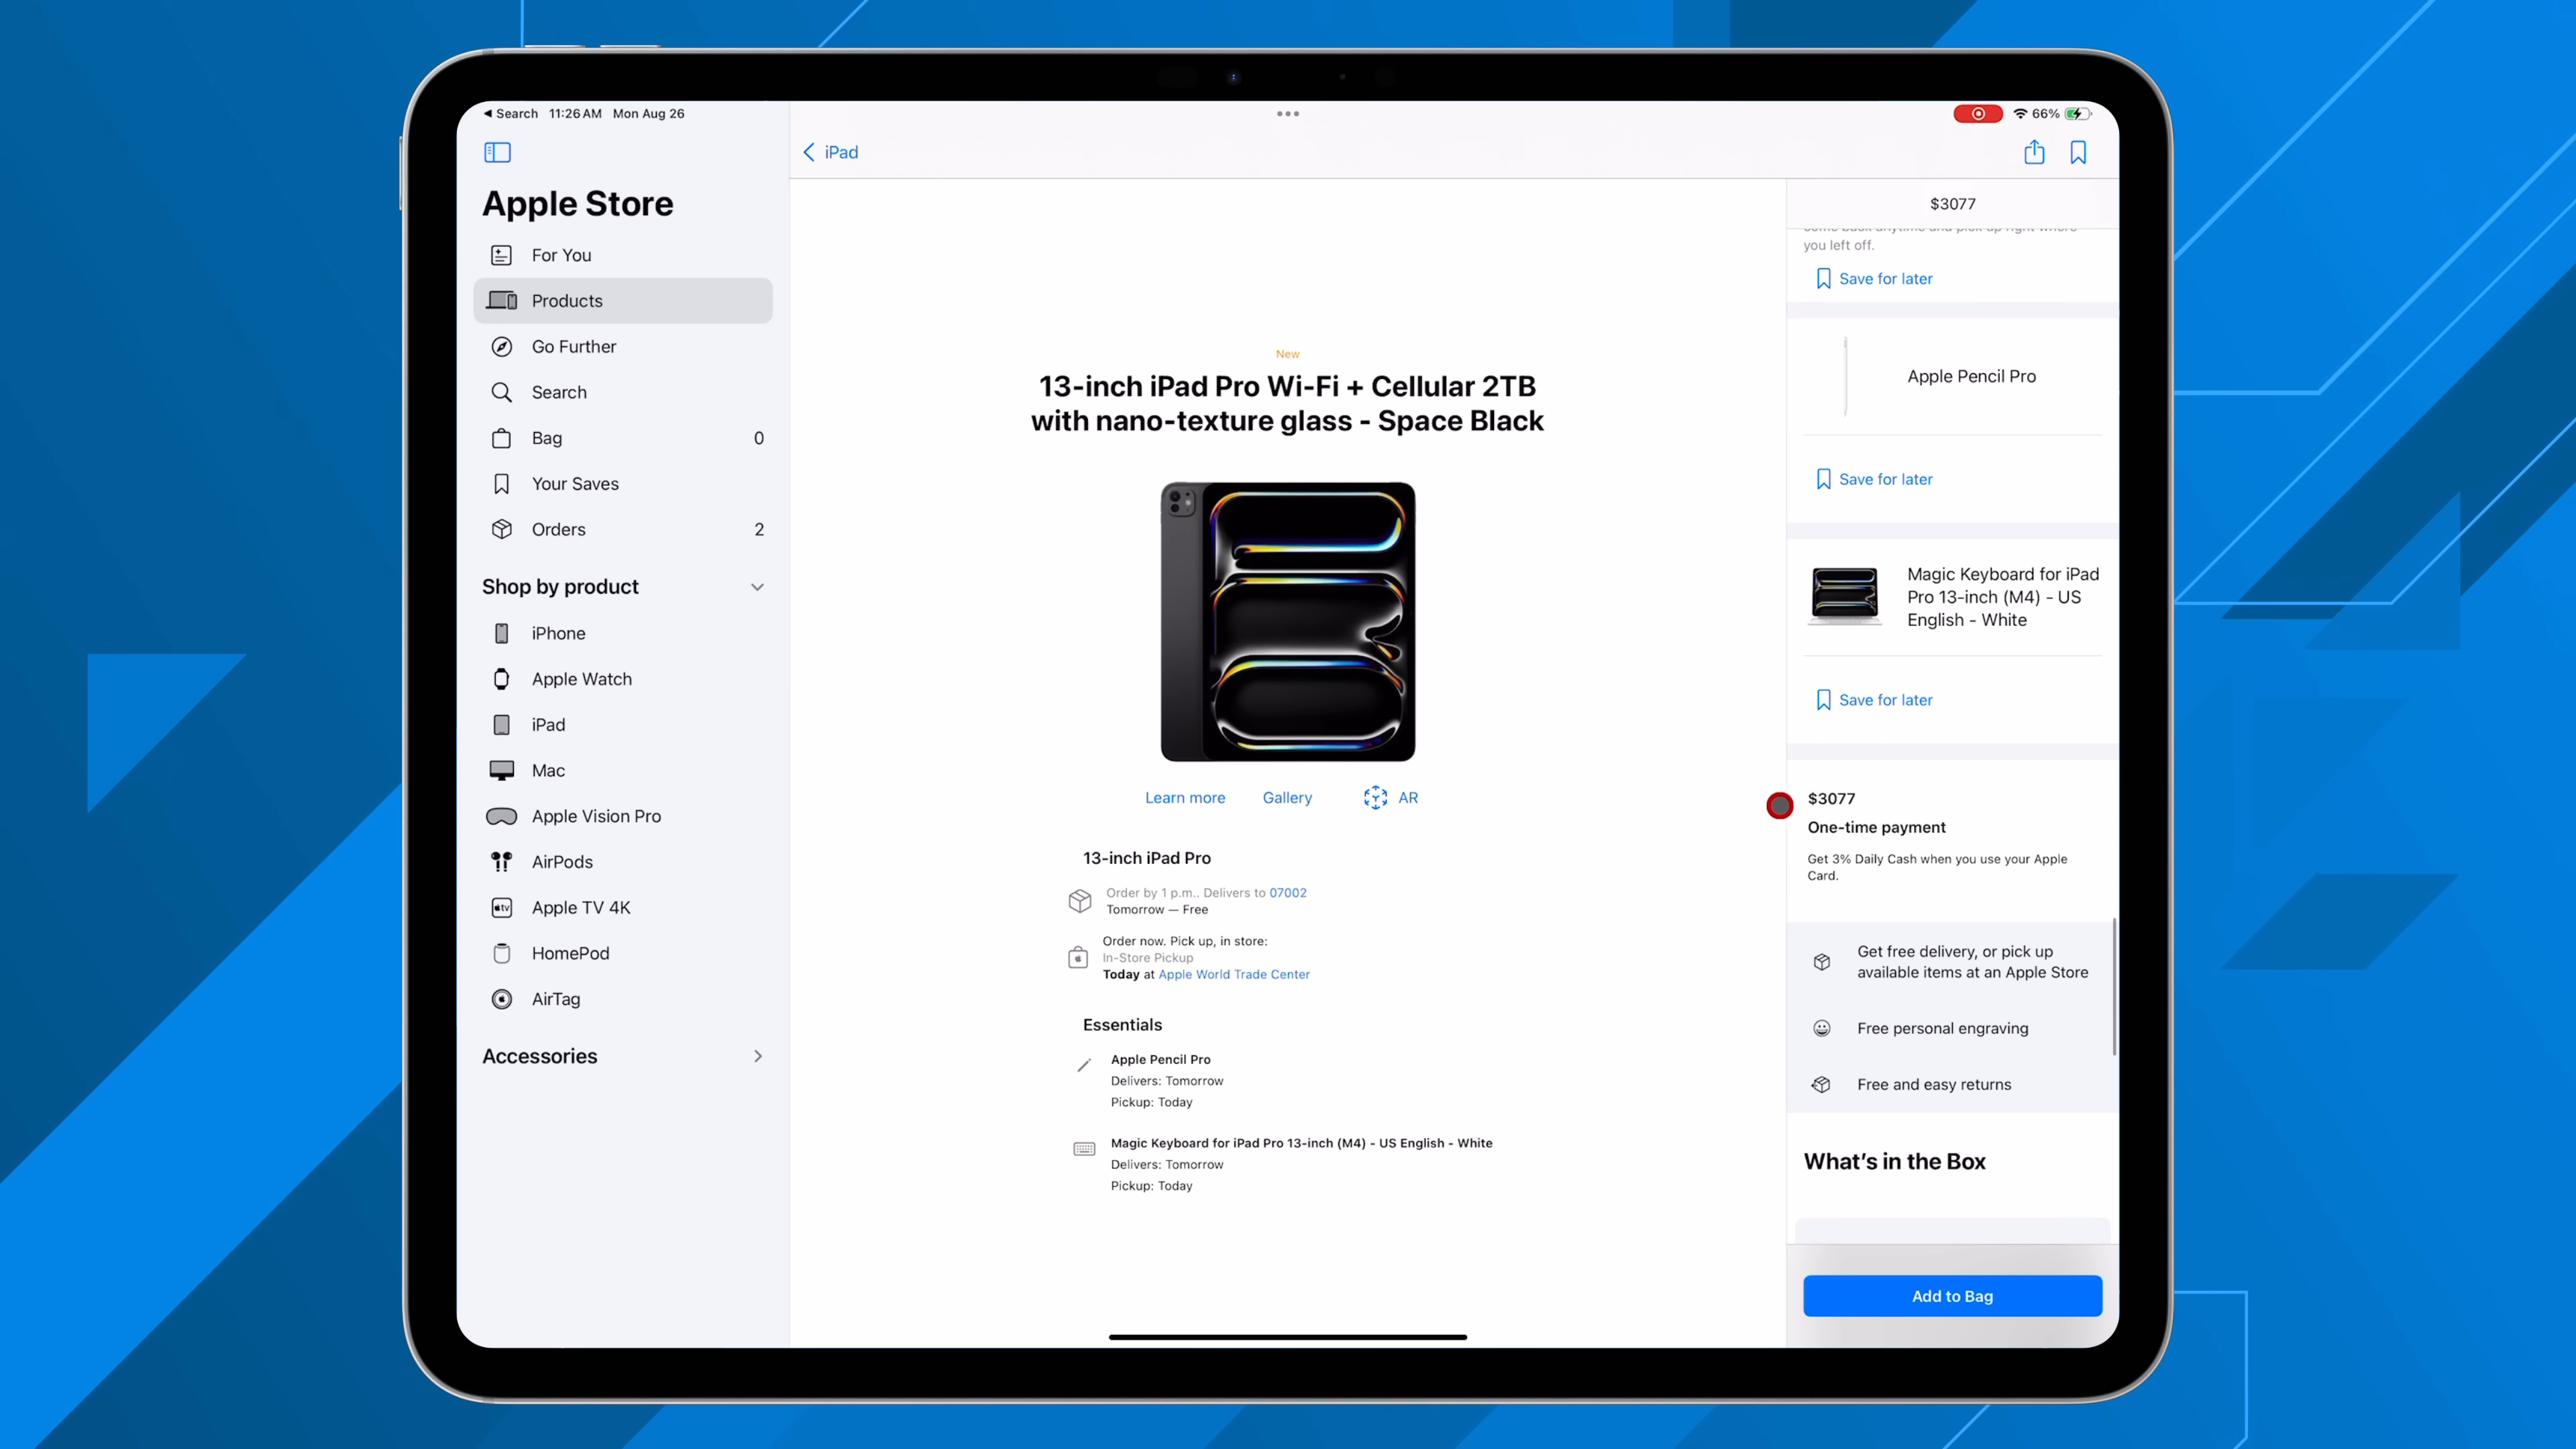 Search 11:26 AM Mon Aug 26
66%
Apple Store
For You
Products
Go Further
Search
Bag 0
Your Saves
Orders 2
Shop by product
iPhone
Apple Watch
iPad
Mac
Apple Vision Pro
AirPods
tv Apple TV 4K
HomePod
AirTag
Accessories
iPad
New
13-inch iPad Pro Wi-Fi + Cellular 2TB
with nano-texture glass - Space Black
Learn more Gallery AR
13-inch iPad Pro
Order by 1 p.m.. Delivers to 07002
Tomorrow — Free
Order now. Pick up, in store:
In-Store Pickup
Today at Apple World Trade Center
Essentials
Apple Pencil Pro
Delivers: Tomorrow
Pickup: Today
Magic Keyboard for iPad Pro 13-inch (M4) - US English - White
Delivers: Tomorrow
Pickup: Today
$3077
come back anytime and pick up right where
you left off.
Save for later
Apple Pencil Pro
Save for later
Magic Keyboard for iPad
Pro 13-inch (M4) - US
English - White
Save for later
$3077
One-time payment
Get 3% Daily Cash when you use your Apple
Card.
Get free delivery, or pick up
available items at an Apple Store
Free personal engraving
Free and easy returns
What's in the Box
Add to Bag